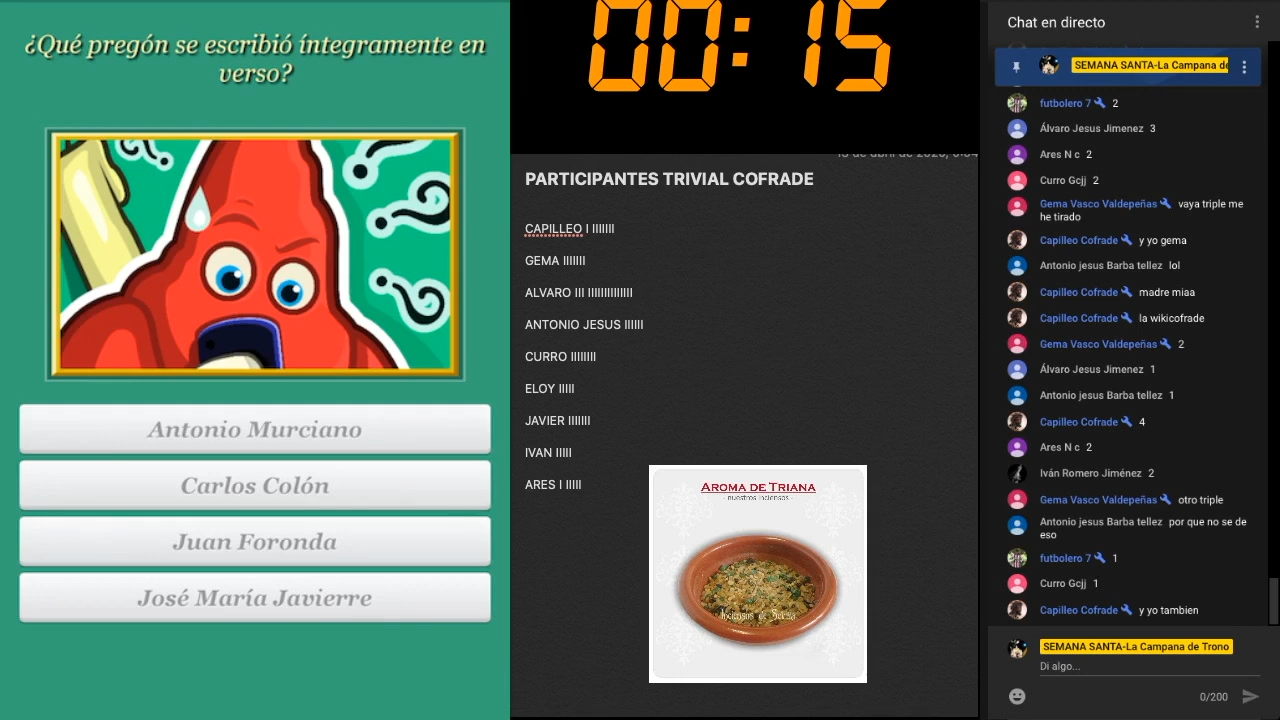 ¿Qué pregón se escribió íntegramente en
verso?
Antonio Murciano
Carlos Colón
Juan Foronda
José María Javierre
00:15
PARTICIPANTES TRIVIAL COFRADE
CAPILLEO I IIIIIII
GEMA IIIIIII
ALVARO III IIIIIIIIIIIIII
ANTONIO JESUS IIIIII
CURRO IIIIIIII
ELOY IIIII
JAVIER IIIIIII
IVAN IIIII
ARES I IIIII
AROMA DE TRIANA
- nuestros inciensos -
Inciensos de Sevilla
Chat en directo
SEMANA SANTA-La Campana de
futbolero 7 2
Álvaro Jesus Jimenez 3
Ares N c 2
Curro Gcjj 2
Gema Vasco Valdepeñas vaya triple me
he tirado
Capilleo Cofrade y yo gema
Antonio jesus Barba tellez lol
Capilleo Cofrade madre miaa
Capilleo Cofrade la wikicofrade
Gema Vasco Valdepeñas 2
Álvaro Jesus Jimenez 1
Antonio jesus Barba tellez 1
Capilleo Cofrade 4
Ares N c 2
Iván Romero Jiménez 2
Gema Vasco Valdepeñas otro triple
Antonio jesus Barba tellez por que no se de
eso
futbolero 7 1
Curro Gcjj 1
Capilleo Cofrade y yo tambien
SEMANA SANTA-La Campana de Trono
Di algo...
0/200